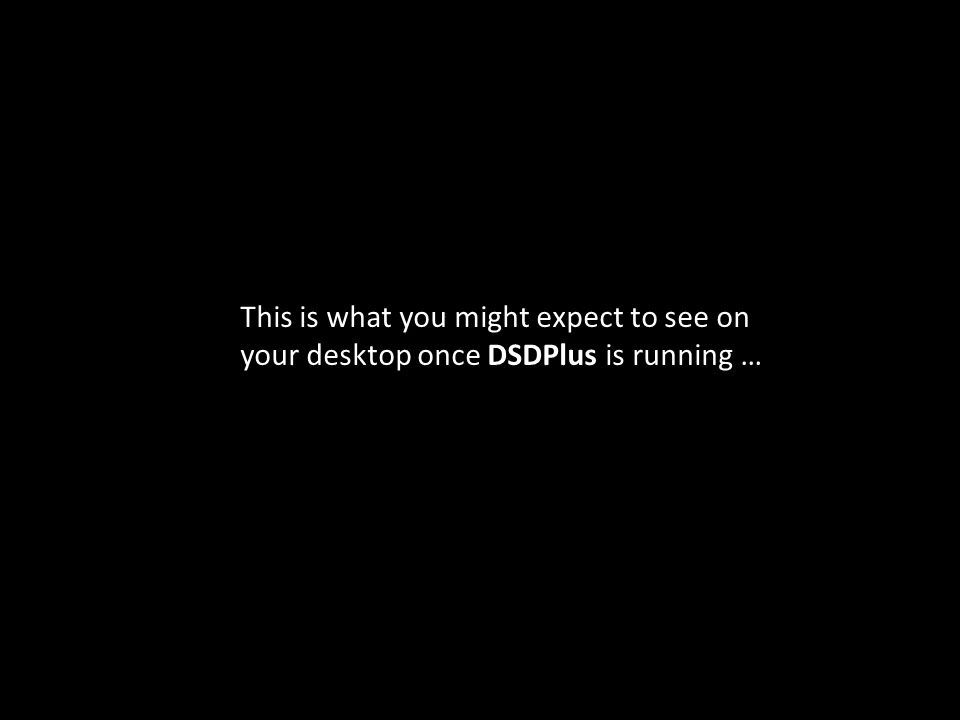 This is what you might expect to see on
your desktop once DSDPlus is running …